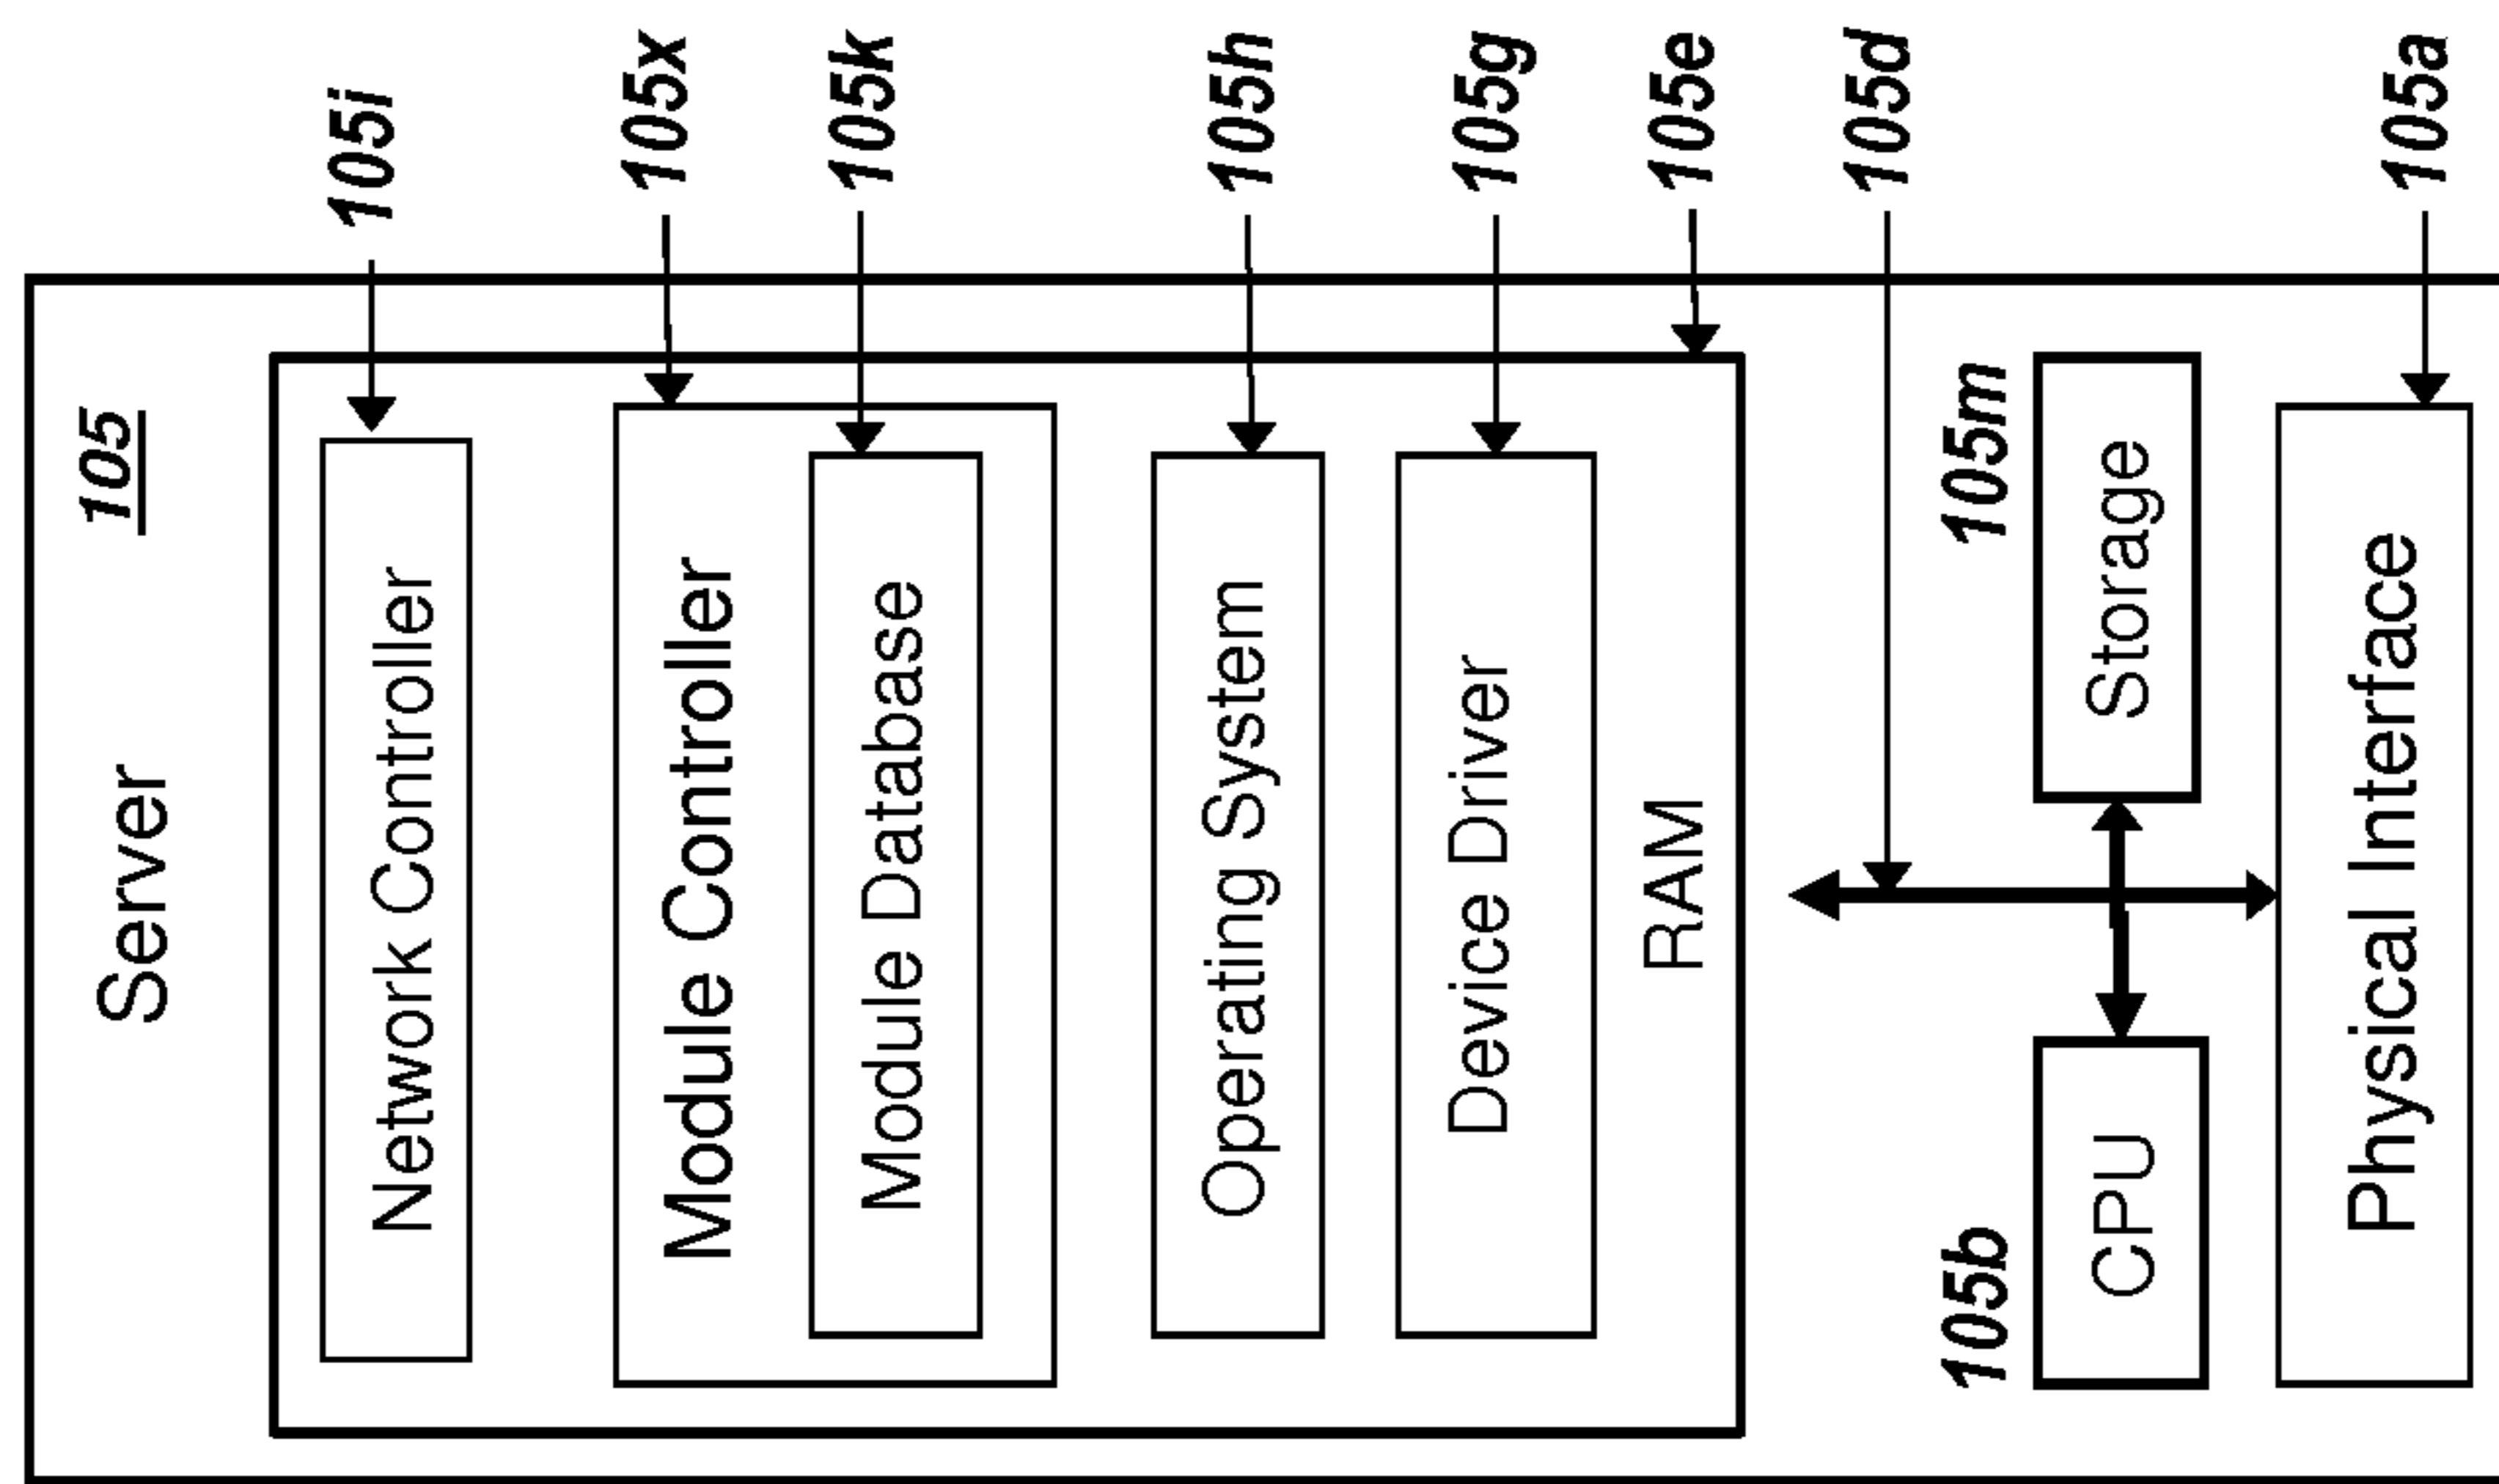 Server 105
Network Controller 105i
Module Controller 105x
Module Database 105k
Operating System 105h
Device Driver 105g
RAM 105e
105d
105b 105m
CPU Storage
Physical Interface 105a